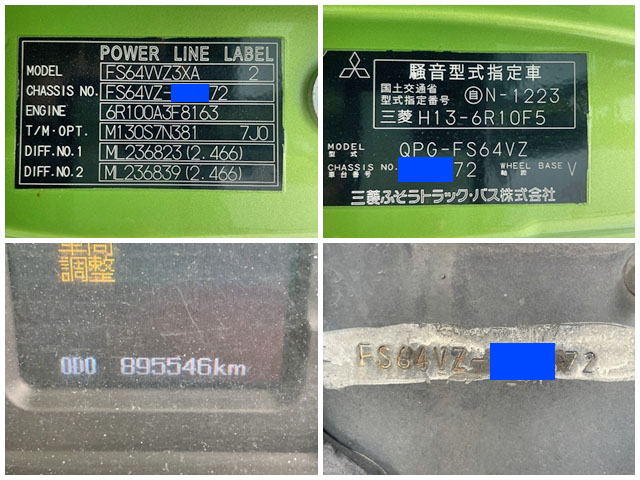 POWER LINE LABEL
MODEL FS64VVZ3XA 2
CHASSIS NO. FS64VZ- 72
ENGINE 6R100A3F8163
T/M・OPT. M130S7N381 7J0
DIFF.NO.1 ML236823(2.466)
DIFF.NO.2 ML236839(2.466)
騒音型式指定車
国土交通省
型式指定番号 自N-1223
三菱 H13-6R10F5
MODEL
型式 QPG-FS64VZ
CHASSIS NO.
車台番号 72 WHEEL BASE
軸距 V
三菱ふそうトラック・バス株式会社
車間
調整
ODO 895546km
FS64VZ- 72